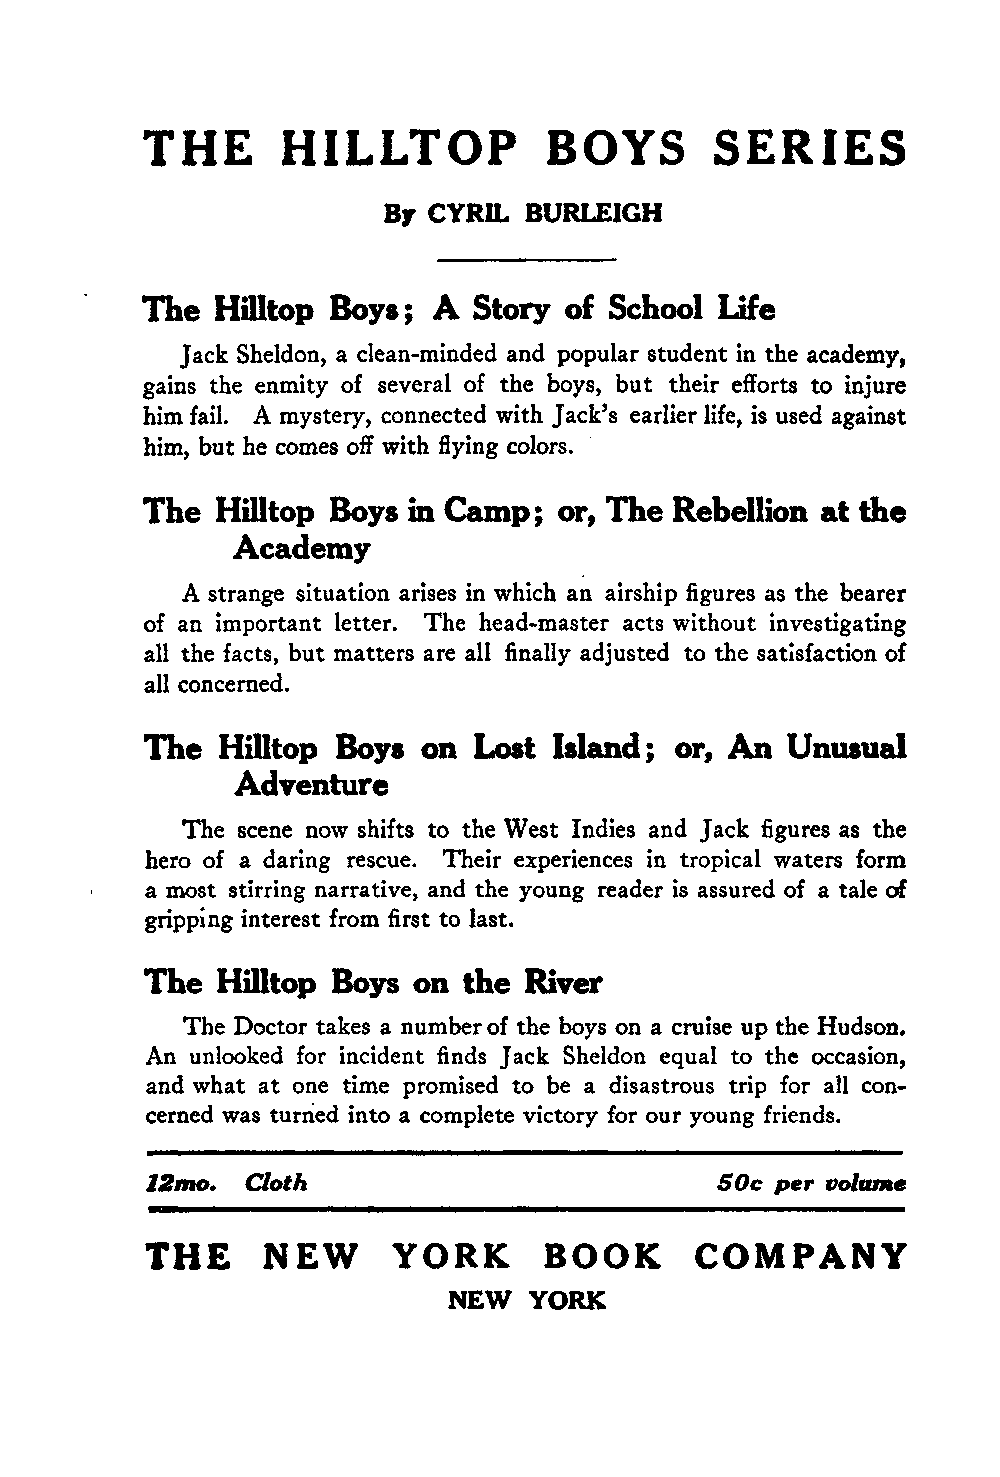 THE HILLTOP BOYS SERIES
By CYRIL BURLEIGH
The Hilltop Boys; A Story of School Life
Jack Sheldon, a clean-minded and popular student in the academy,
gains the enmity of several of the boys, but their efforts to injure
him fail. A mystery, connected with Jack's earlier life, is used against
him, but he comes off with flying colors.
The Hilltop Boys in Camp; or, The Rebellion at the
Academy
A strange situation arises in which an airship figures as the bearer
of an important letter. The head-master acts without investigating
all the facts, but matters are all finally adjusted to the satisfaction of
all concerned.
The Hilltop Boys on Lost Island; or, An Unusual
Adventure
The scene now shifts to the West Indies and Jack figures as the
hero of a daring rescue. Their experiences in tropical waters form
a most stirring narrative, and the young reader is assured of a tale of
gripping interest from first to last.
The Hilltop Boys on the River
The Doctor takes a number of the boys on a cruise up the Hudson.
An unlooked for incident finds Jack Sheldon equal to the occasion,
and what at one time promised to be a disastrous trip for all con-
cerned was turned into a complete victory for our young friends.
12mo. Cloth 50c per volume
THE NEW YORK BOOK COMPANY
NEW YORK